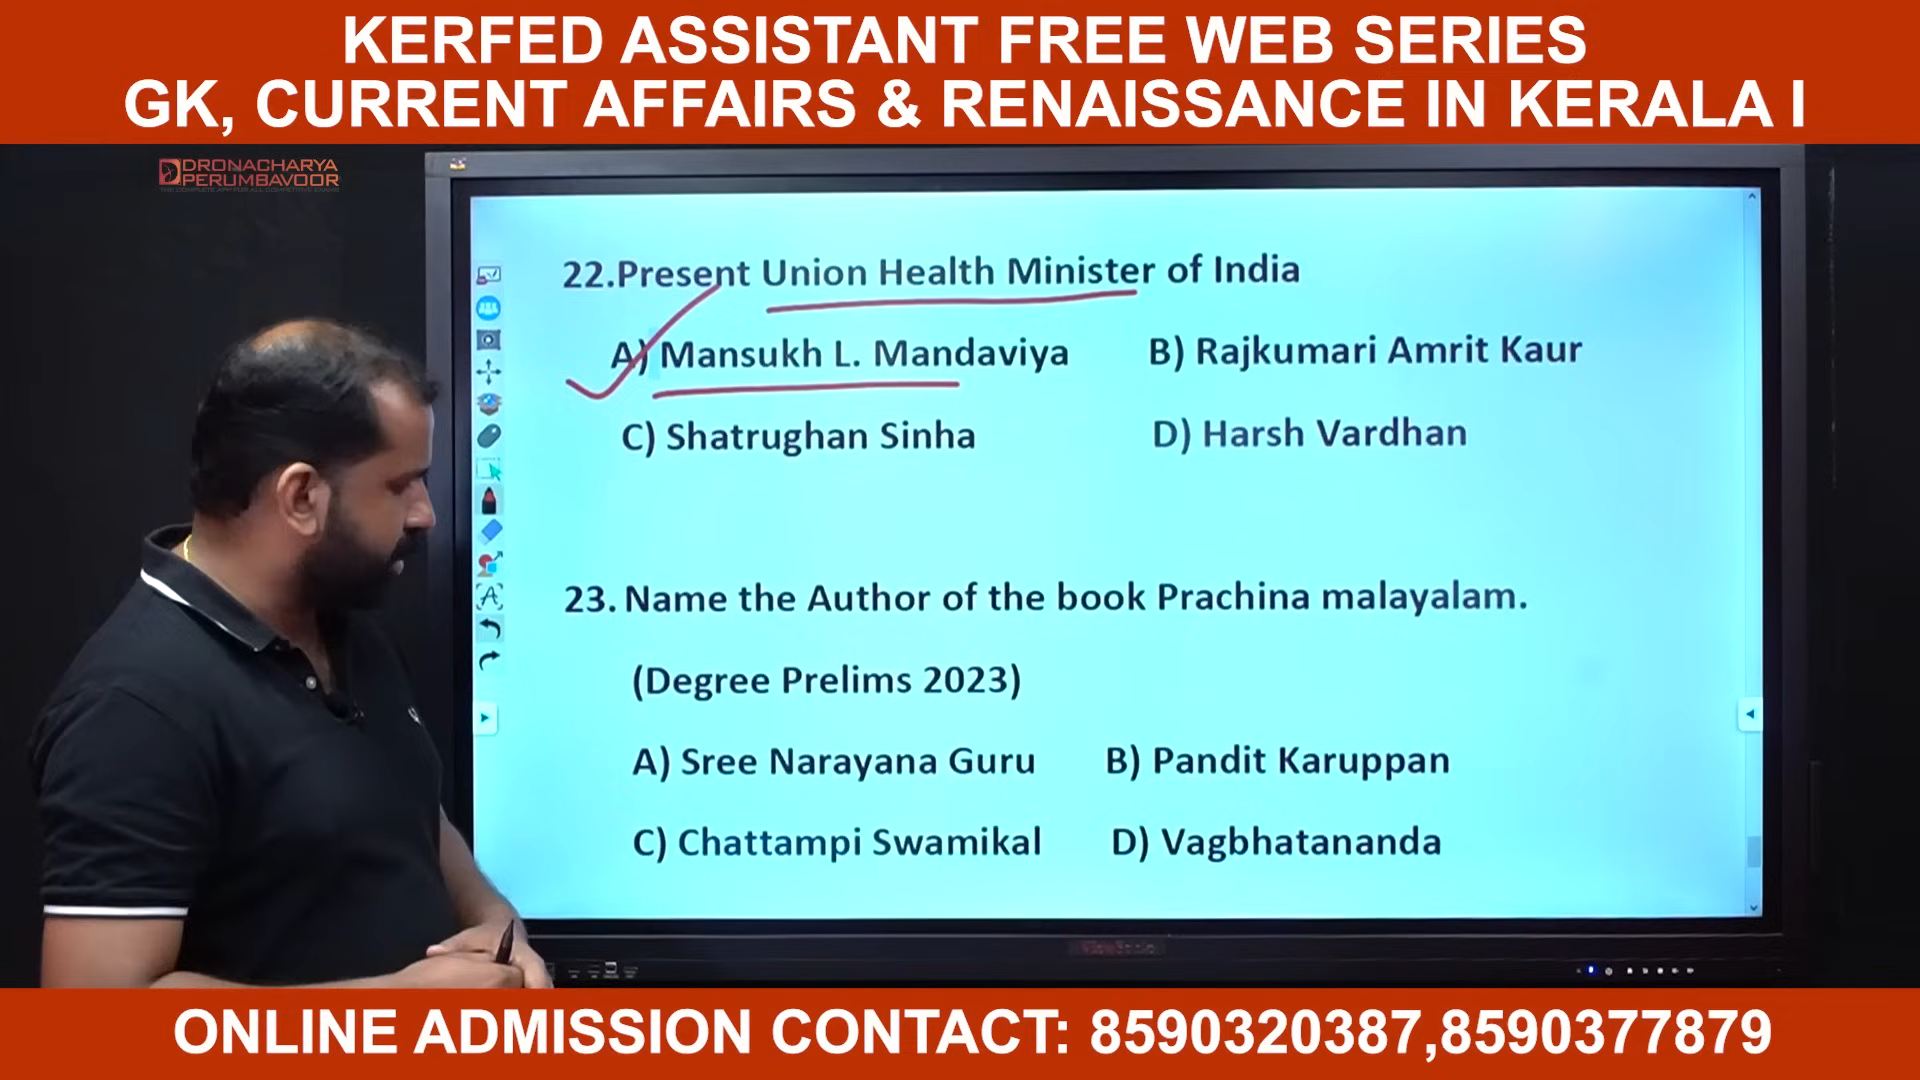 KERFED ASSISTANT FREE WEB SERIES
GK, CURRENT AFFAIRS & RENAISSANCE IN KERALA I
DRONACHARYA
PERUMBAVOOR
22.Present Union Health Minister of India
A) Mansukh L. Mandaviya B) Rajkumari Amrit Kaur
C) Shatrughan Sinha D) Harsh Vardhan
23. Name the Author of the book Prachina malayalam.
(Degree Prelims 2023)
A) Sree Narayana Guru B) Pandit Karuppan
C) Chattampi Swamikal D) Vagbhatananda
ViewSonic
ONLINE ADMISSION CONTACT: 8590320387,8590377879